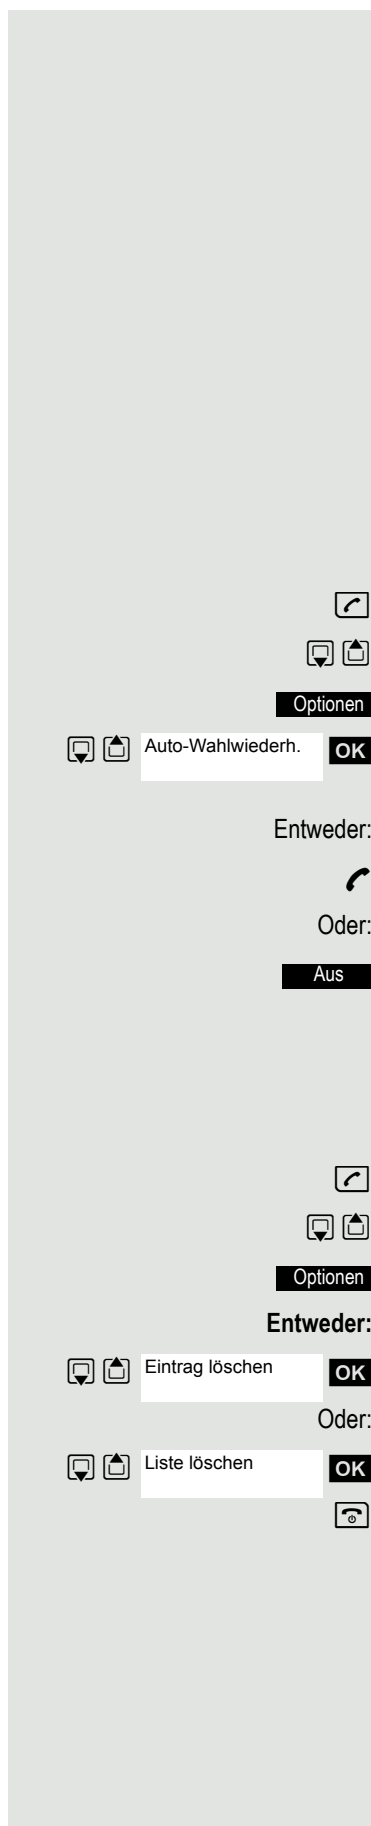 Optionen
Auto-Wahlwiederh. OK
Entweder:
Oder:
Aus
Optionen
Entweder:
Eintrag löschen OK
Oder:
Liste löschen OK